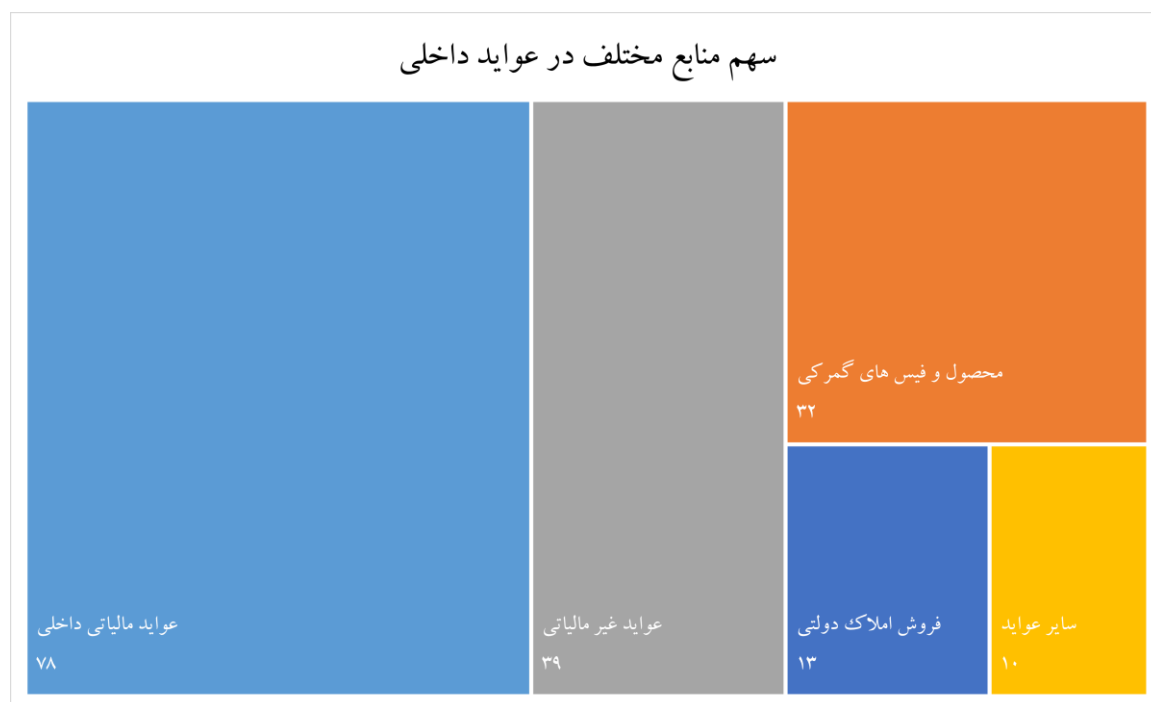 سهم منابع مختلف در عواید داخلی
محصول و فیس های گمرکی
۳۲
سایر عواید
۱۰
فروش املاک دولتی
۱۳
عواید غیر مالیاتی
۳۹
عواید مالیاتی داخلی
۷۸